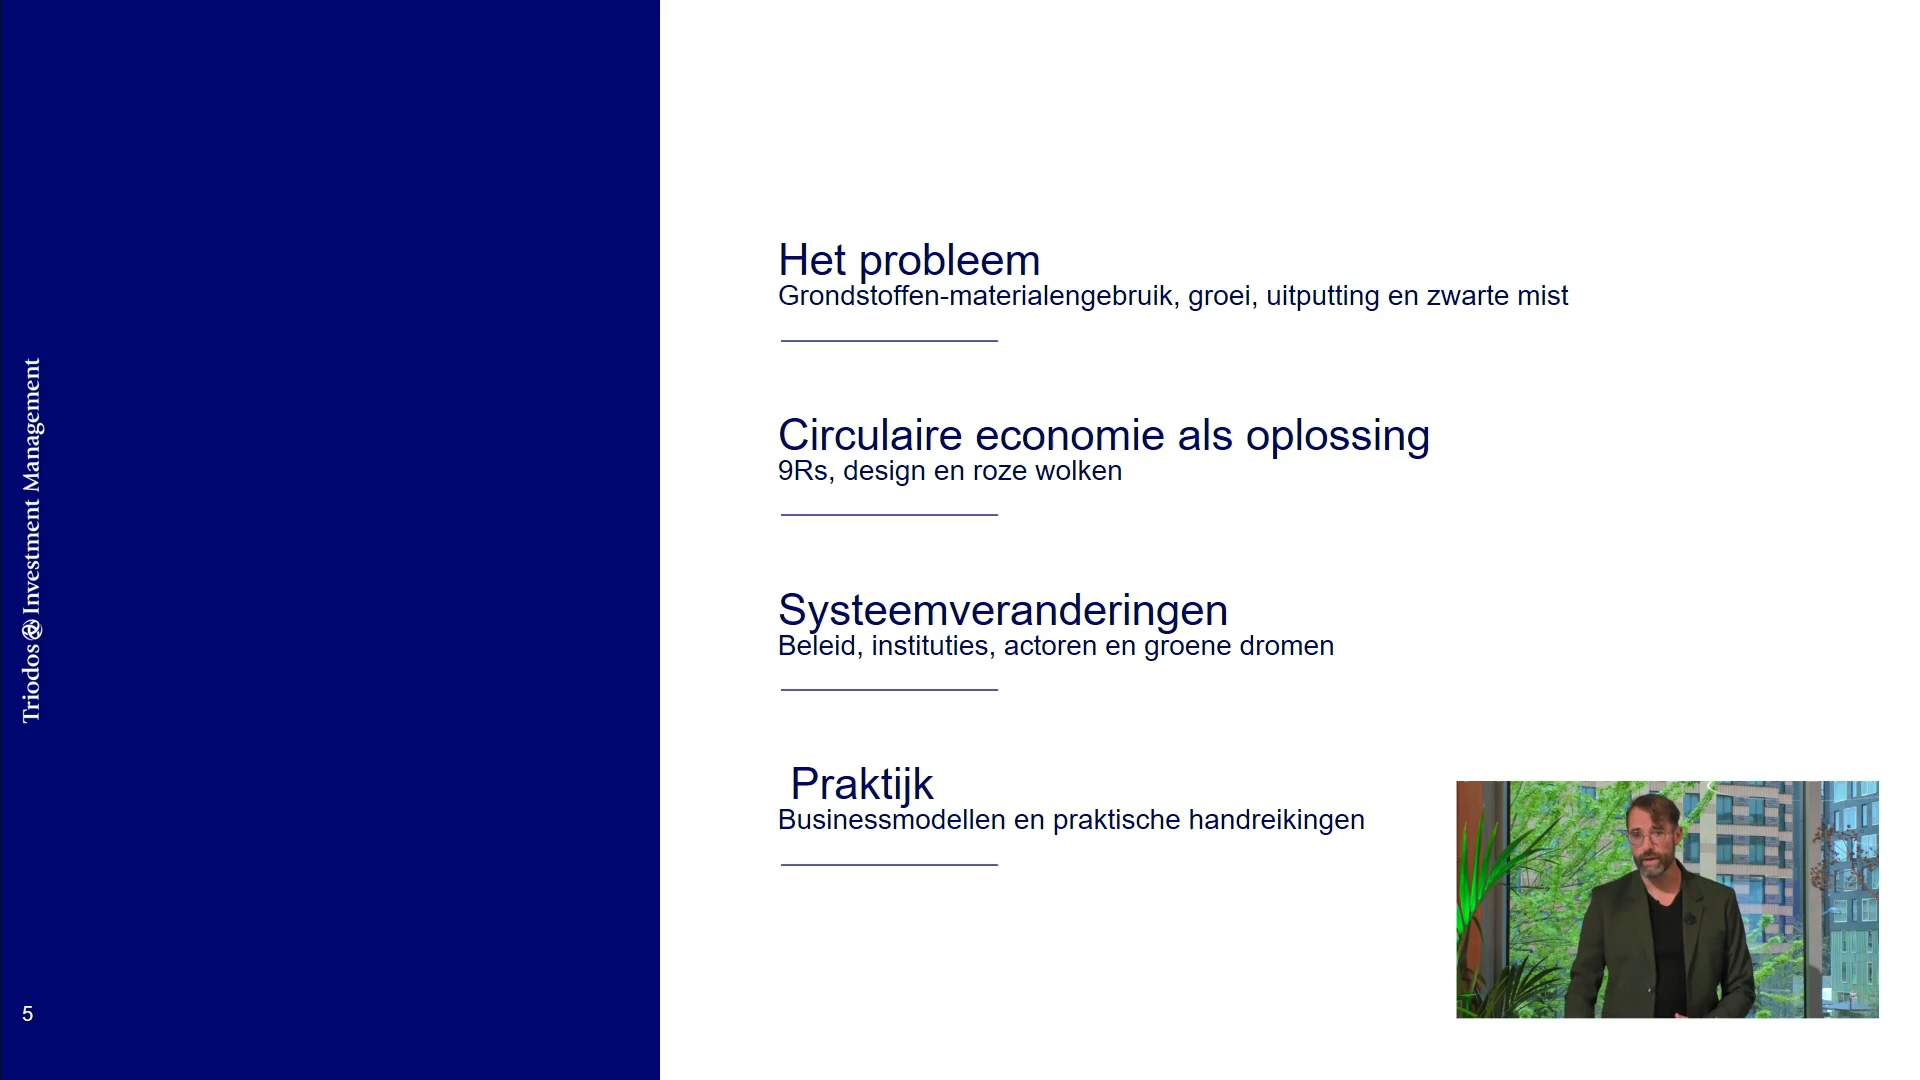 Triodos Investment Management
Het probleem
Grondstoffen-materialengebruik, groei, uitputting en zwarte mist
Circulaire economie als oplossing
9Rs, design en roze wolken
Systeemveranderingen
Beleid, instituties, actoren en groene dromen
Praktijk
Businessmodellen en praktische handreikingen
5